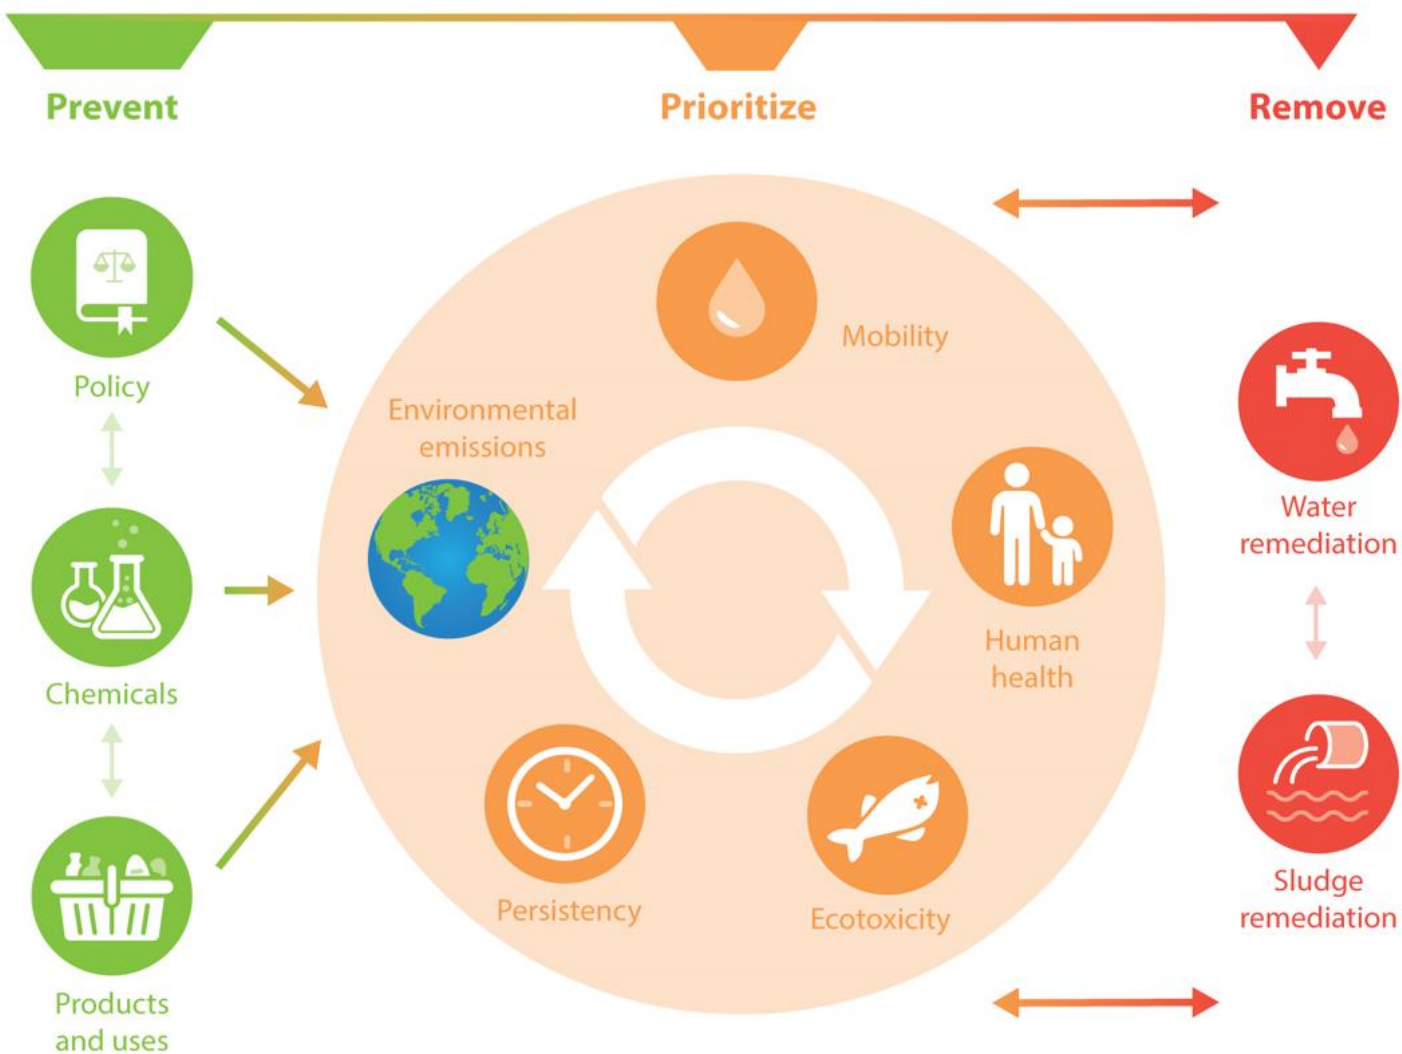 Prevent
Prioritize
Remove
Policy
Chemicals
Products
and uses
Environmental
emissions
Mobility
Human
health
Persistency
Ecotoxicity
Water
remediation
Sludge
remediation